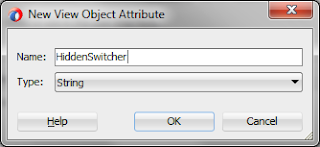 New View Object Attribute
Name: HiddenSwitcher
Type: String
Help OK Cancel